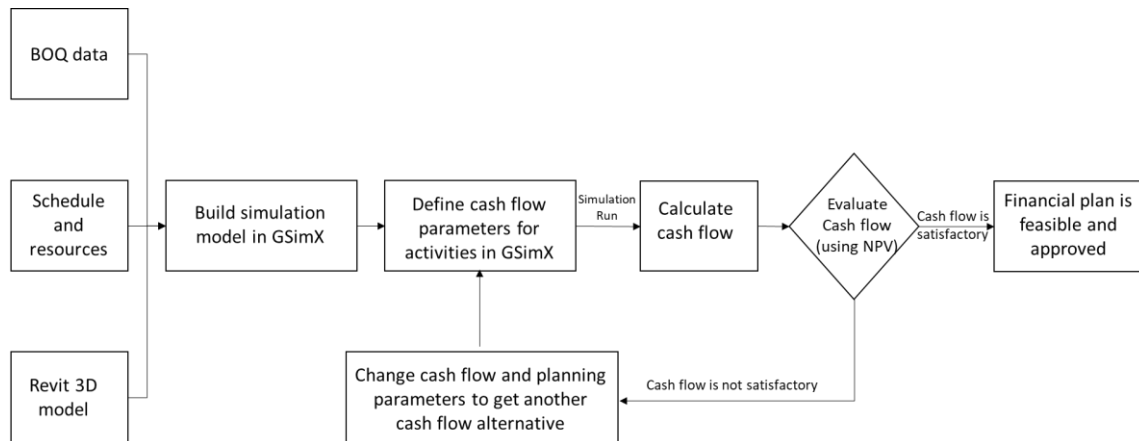 BOQ data
Schedule
and
resources
Revit 3D
model
Build simulation
model in GSimX
Define cash flow
parameters for
activities in GSimX
Simulation
Run
Calculate
cash flow
Evaluate
Cash flow
(using NPV)
Cash flow is
satisfactory
Financial plan is
feasible and
approved
Cash flow is not satisfactory
Change cash flow and planning
parameters to get another
cash flow alternative